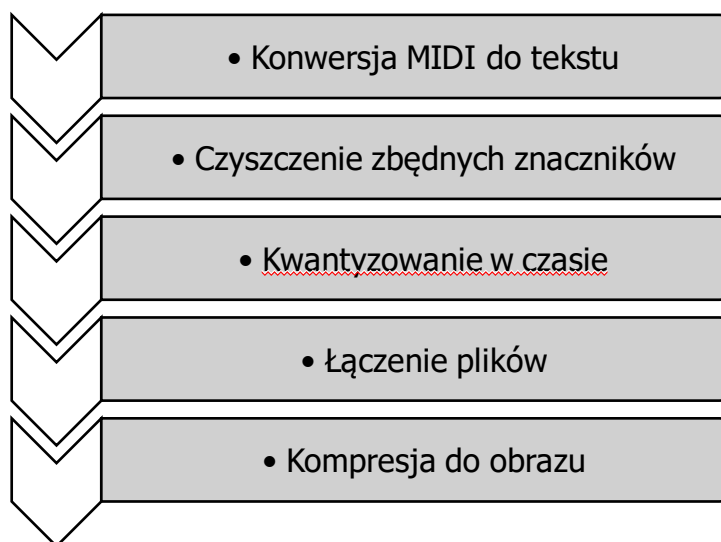 • Konwersja MIDI do tekstu
• Czyszczenie zbędnych znaczników
• Kwantyzowanie w czasie
• Łączenie plików
• Kompresja do obrazu